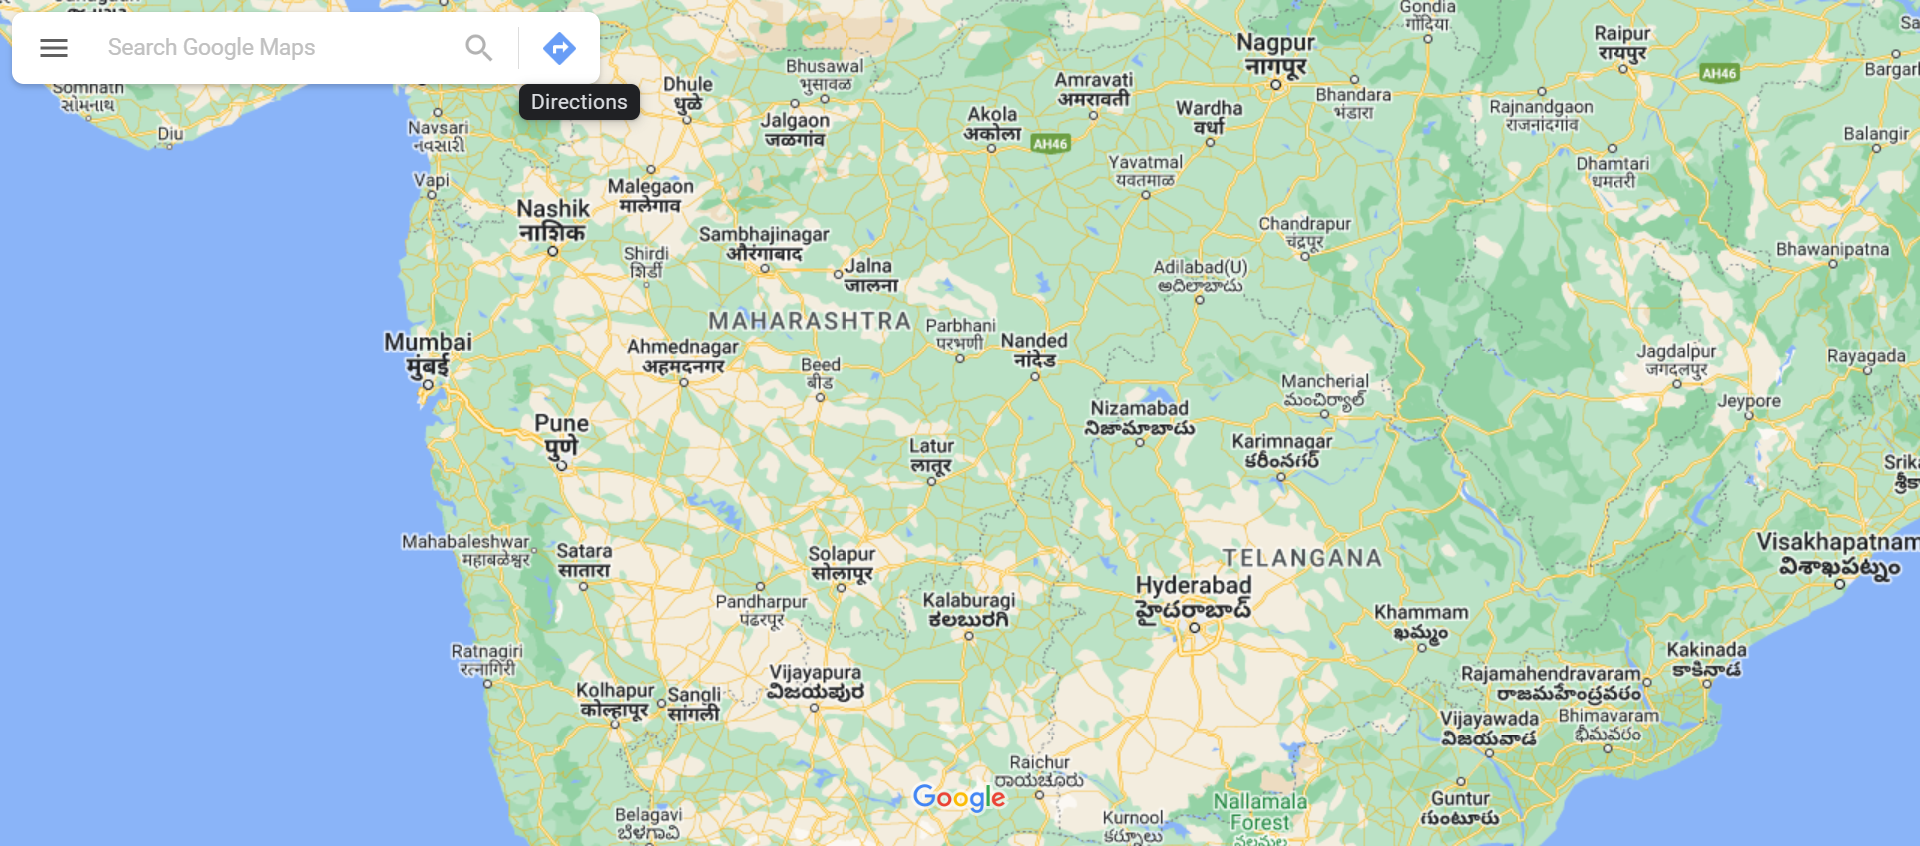 Search Google Maps
Directions
Somnath
સોમનાથ
Diu
Navsari
નવસારી
Vapi
Dhule
धुळे
Bhusawal
भुसावळ
Jalgaon
जळगांव
Malegaon
मालेगाव
Nashik
नाशिक
Shirdi
शिर्डी
Sambhajinagar
औरंगाबाद
Jalna
जालना
Akola
अकोला
AH46
Amravati
अमरावती
Nagpur
नागपूर
Wardha
वर्धा
Yavatmal
यवतमाळ
Bhandara
भंडारा
Gondia
गोंदिया
Raipur
रायपुर
AH46
Rajnandgaon
राजनांदगांव
Dhamtari
धमतरी
Balangir
Bhawanipatna
Chandrapur
चंद्रपूर
Adilabad(U)
అదిలాబాదు
MAHARASHTRA
Parbhani
परभणी
Nanded
नांदेड
Mumbai
मुंबई
Ahmednagar
अहमदनगर
Beed
बीड
Pune
पुणे
Latur
लातूर
Nizamabad
నిజామాబాదు
Mancherial
మంచిర్యాల్
Karimnagar
కరీంనగర్
Jagdalpur
जगदलपुर
Rayagada
Jeypore
Mahabaleshwar
महाबळेश्वर
Satara
सातारा
Solapur
सोलापूर
Pandharpur
पंढरपूर
Kalaburagi
ಕಲಬುರಗಿ
TELANGANA
Hyderabad
హైదరాబాద్
Khammam
ఖమ్మం
Visakhapatnam
విశాఖపట్నం
Kakinada
కాకినాడ
Rajamahendravaram
రాజమహేంద్రవరం
Vijayawada
విజయవాడ
Bhimavaram
భీమవరం
Guntur
గుంటూరు
Ratnagiri
रत्नागिरी
Kolhapur
कोल्हापूर
Sangli
सांगली
Vijayapura
ವಿಜಯಪುರ
Raichur
ರಾಯಚೂರು
Google
Kurnool
కర్నూలు
Nallamala
Forest
Belagavi
ಬೆಳಗಾವಿ